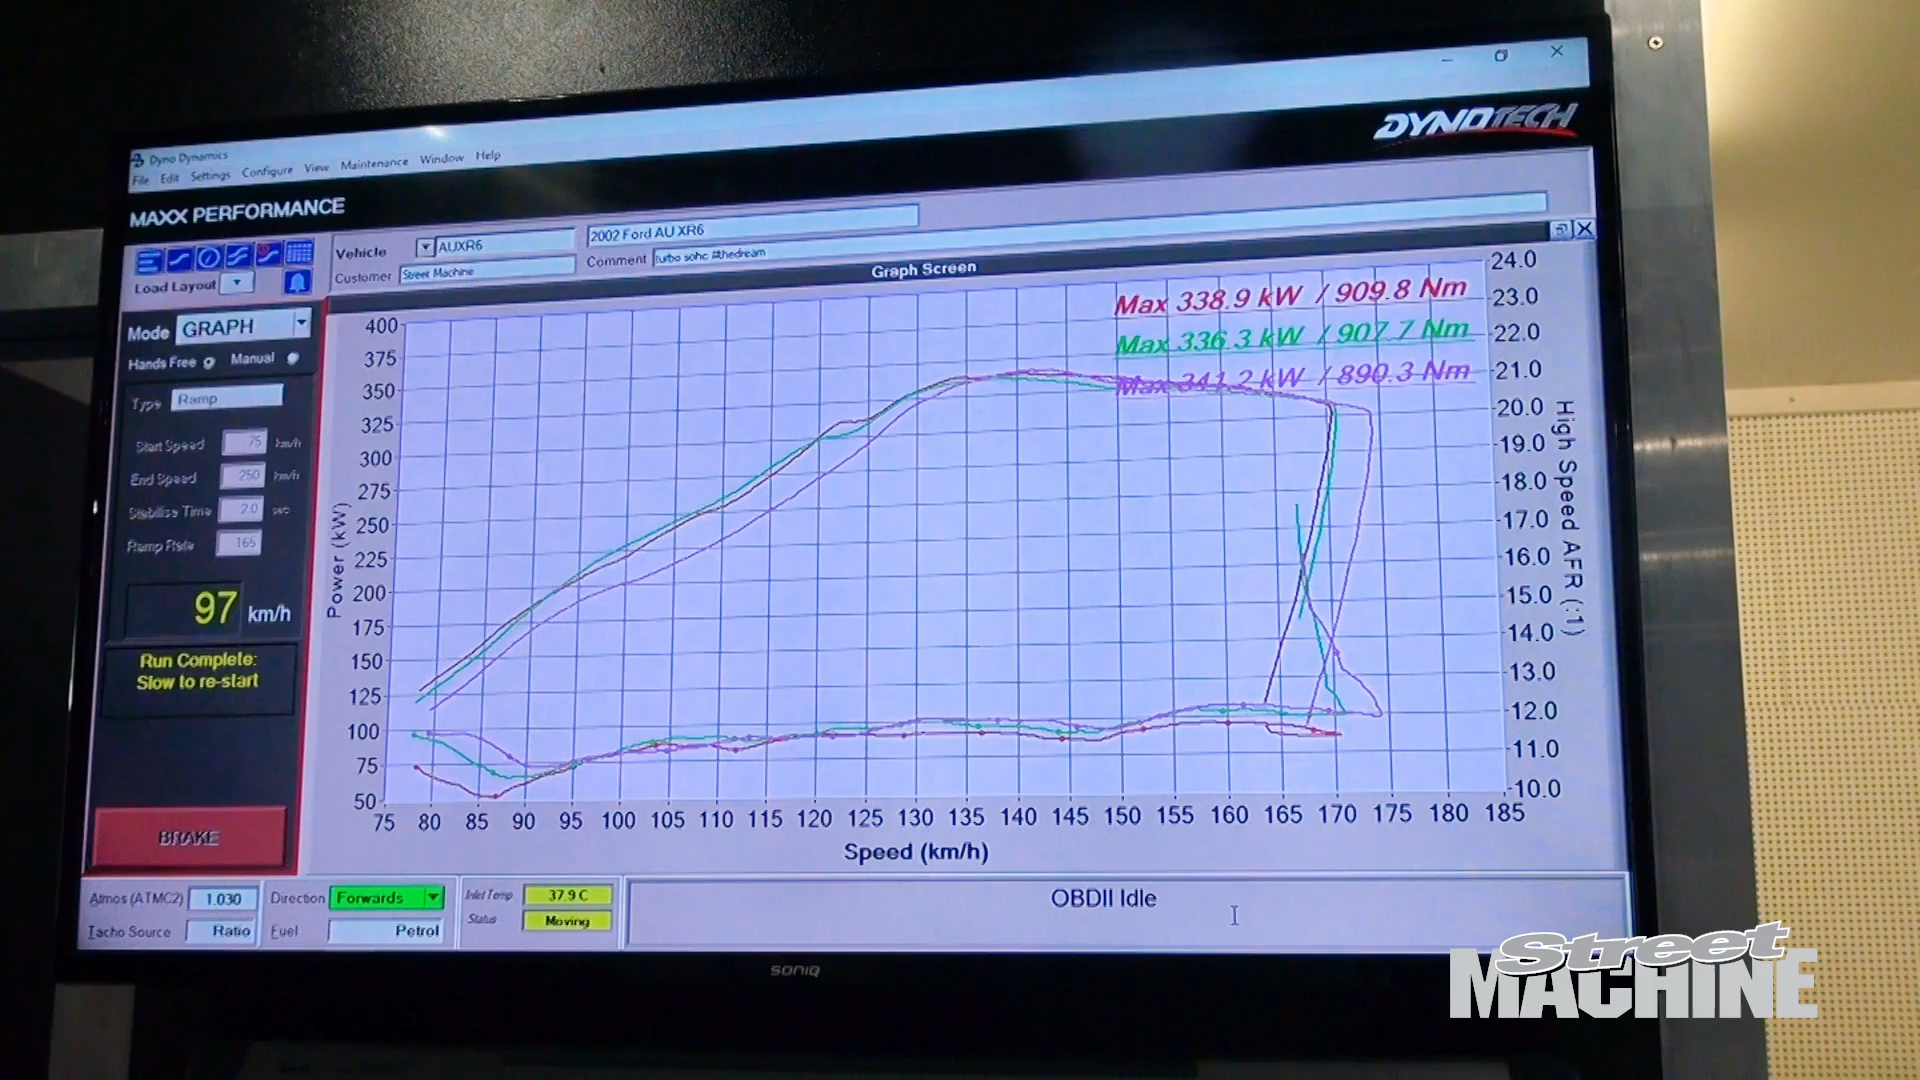 DYNOTECH
Dyno Dynamics
File Edit Settings Configure View Maintenance Window Help
MAXX PERFORMANCE
Vehicle AUXR6 2002 Ford AU XR6
Customer Street Machine Comment turbo sohc #thedream
Load Layout
Graph Screen
Mode GRAPH
Hands Free Manual
Type Ramp
Start Speed 75 km/h
End Speed 250 km/h
Stabilise Time 2.0 sec
Ramp Rate 165
97 km/h
Run Complete:
Slow to re-start
BRAKE
Max 338.9 kW / 909.8 Nm
Max 336.3 kW / 907.7 Nm
Max 341.2 kW / 890.3 Nm
Power (kW)
400
375
350
325
300
275
250
225
200
175
150
125
100
75
50
24.0
23.0
22.0
21.0
20.0
19.0
18.0
17.0
16.0
15.0
14.0
13.0
12.0
11.0
10.0
High Speed AFR (:1)
75 80 85 90 95 100 105 110 115 120 125 130 135 140 145 150 155 160 165 170 175 180 185
Speed (km/h)
Atmos (ATMC2) 1.030 Direction Forwards Inlet Temp 37.9 C
Tacho Source Ratio Fuel Petrol Status Moving
OBDII Idle
SONIQ
Street
MACHINE